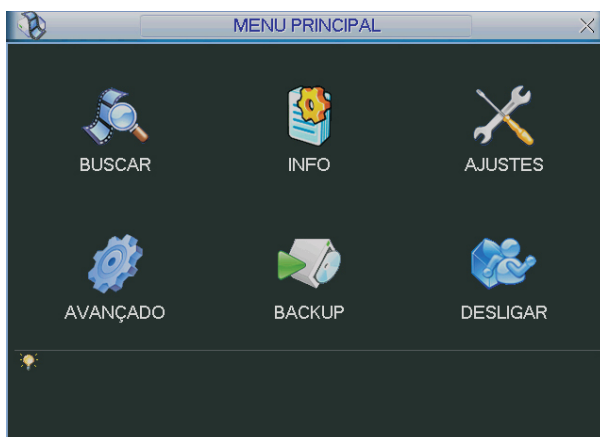 MENU PRINCIPAL
BUSCAR
INFO
AJUSTES
AVANÇADO
BACKUP
DESLIGAR